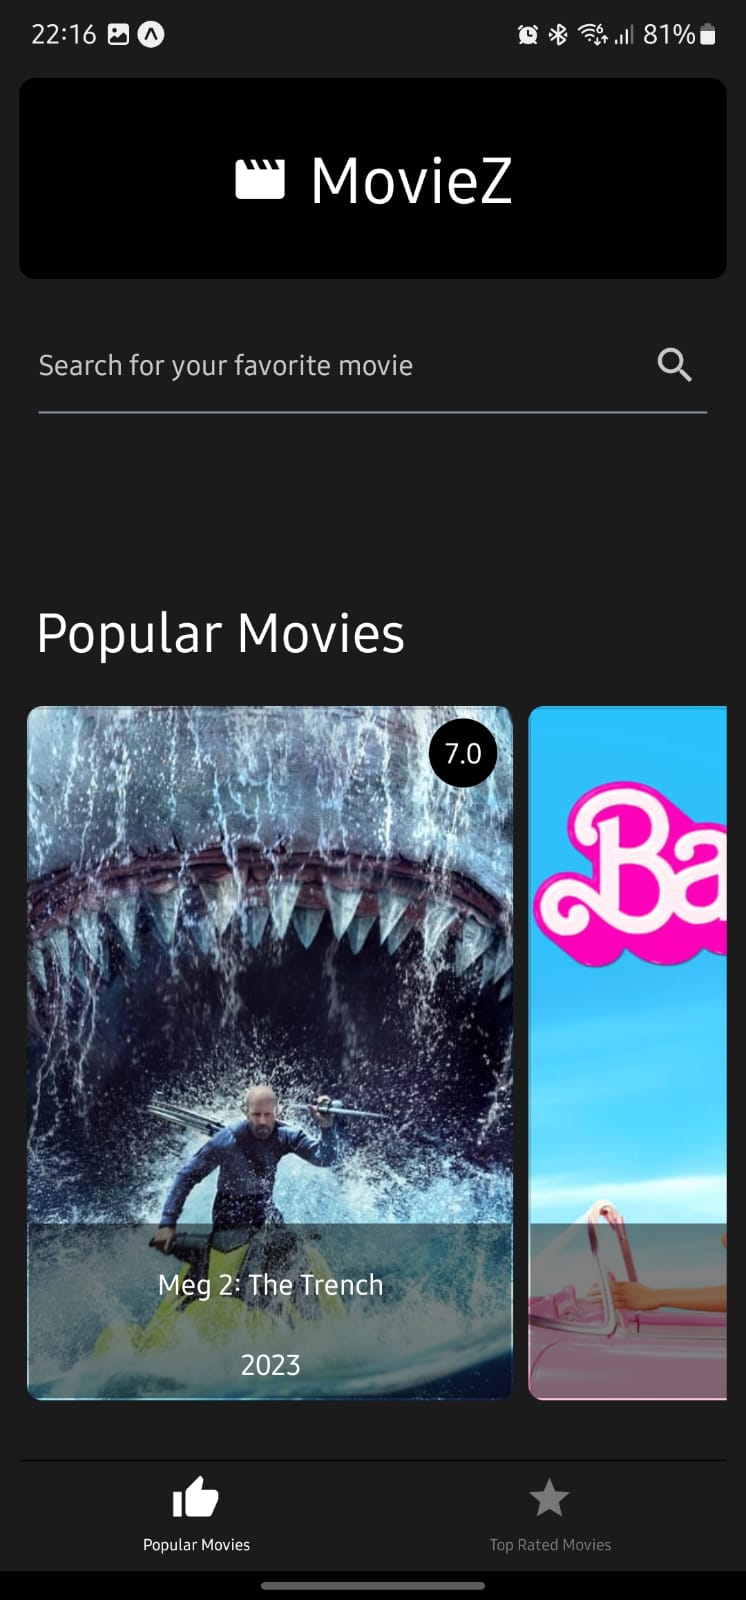 22:16 81%
MovieZ
Search for your favorite movie
Popular Movies
7.0
Ba
Meg 2: The Trench
2023
Popular Movies
Top Rated Movies